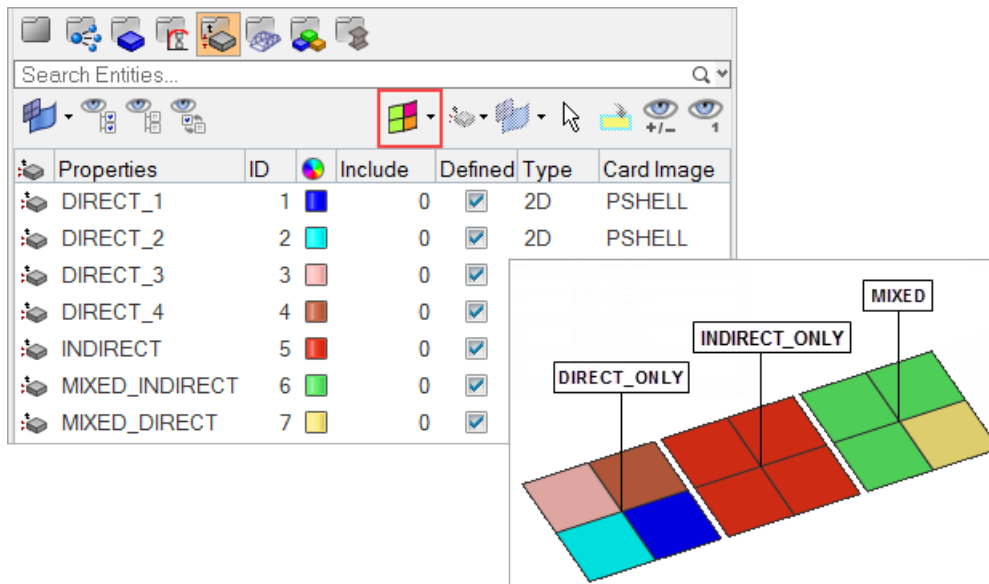 Search Entities...
+/- 1
Properties ID Include Defined Type Card Image
DIRECT_1 1 0 2D PSHELL
DIRECT_2 2 0 2D PSHELL
DIRECT_3 3 0
DIRECT_4 4 0
INDIRECT 5 0
MIXED_INDIRECT 6 0
MIXED_DIRECT 7 0
MIXED
INDIRECT_ONLY
DIRECT_ONLY